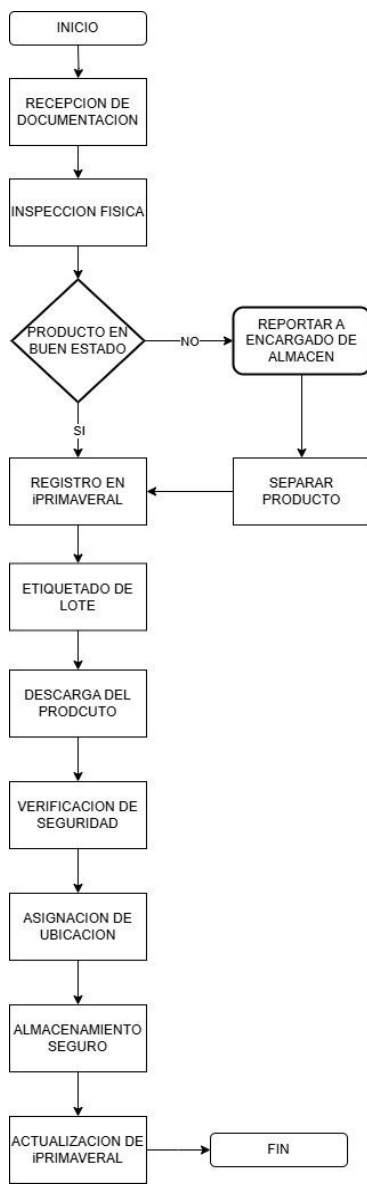 INICIO
RECEPCION DE
DOCUMENTACION
INSPECCION FISICA
PRODUCTO EN
BUEN ESTADO
NO
REPORTAR A
ENCARGADO DE
ALMACEN
SI
REGISTRO EN
iPRIMAVERAL
SEPARAR
PRODUCTO
ETIQUETADO DE
LOTE
DESCARGA DEL
PRODCUTO
VERIFICACION DE
SEGURIDAD
ASIGNACION DE
UBICACION
ALMACENAMIENTO
SEGURO
ACTUALIZACION DE
iPRIMAVERAL
FIN